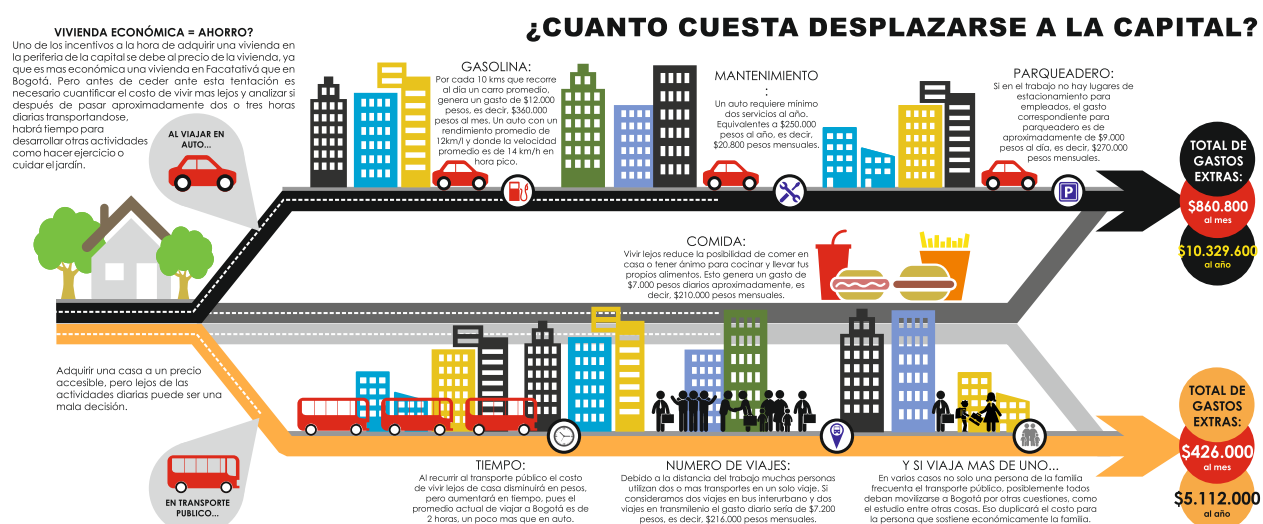 ¿CUANTO CUESTA DESPLAZARSE A LA CAPITAL?
VIVIENDA ECONÓMICA = AHORRO?
Uno de los incentivos a la hora de adquirir una vivienda en
la periferia de la capital se debe al precio de la vivienda, ya
que es mas económica una vivienda en Facatativá que en
Bogotá. Pero antes de ceder ante esta tentación es
necesario cuantificar el costo de vivir mas lejos y analizar si
después de pasar aproximadamente dos o tres horas
diarias transportandose,
habrá tiempo para
desarrollar otras actividades
como hacer ejercicio o
cuidar el jardín.
AL VIAJAR EN
AUTO...
GASOLINA:
Por cada 10 kms que recorre
al día un carro promedio,
genera un gasto de $12.000
pesos, es decir, $360.000
pesos al mes. Un auto con un
rendimiento promedio de
12km/l y donde la velocidad
promedio es de 14 km/h en
hora pico.
MANTENIMIENTO
:
Un auto requiere mínimo
dos servicios al año.
Equivalentes a $250.000
pesos al año, es decir,
$20.800 pesos mensuales.
PARQUEADERO:
Si en el trabajo no hay lugares de
estacionamiento para
empleados, el gasto
correspondiente para
parqueadero es de
aproximadamente de $9.000
pesos al día, es decir, $270.000
pesos mensuales.
P
TOTAL DE
GASTOS
EXTRAS:
$860.800
al mes
$10.329.600
al año
COMIDA:
Vivir lejos reduce la posibilidad de comer en
casa o tener ánimo para cocinar y llevar tus
propios alimentos. Esto genera un gasto de
$7.000 pesos diarios aproximadamente, es
decir, $210.000 pesos mensuales.
Adquirir una casa a un precio
accesible, pero lejos de las
actividades diarias puede ser una
mala decisión.
EN TRANSPORTE
PUBLICO...
TIEMPO:
Al recurrir al transporte público el costo
de vivir lejos de casa disminuirá en pesos,
pero aumentará en tiempo, pues el
promedio actual de viajar a Bogotá es de
2 horas, un poco mas que en auto.
NUMERO DE VIAJES:
Debido a la distancia del trabajo muchas personas
utilizan dos o mas transportes en un solo viaje. Si
consideramos dos viajes en bus interurbano y dos
viajes en transmilenio el gasto diario sería de $7.200
pesos, es decir, $216.000 pesos mensuales.
Y SI VIAJA MAS DE UNO...
En varios casos no solo una persona de la familia
frecuenta el transporte público, posiblemente todos
deban movilizarse a Bogotá por otras cuestiones, como
el estudio entre otras cosas. Eso duplicará el costo para
la persona que sostiene económicamente la familia.
TOTAL DE
GASTOS
EXTRAS:
$426.000
al mes
$5.112.000
al año